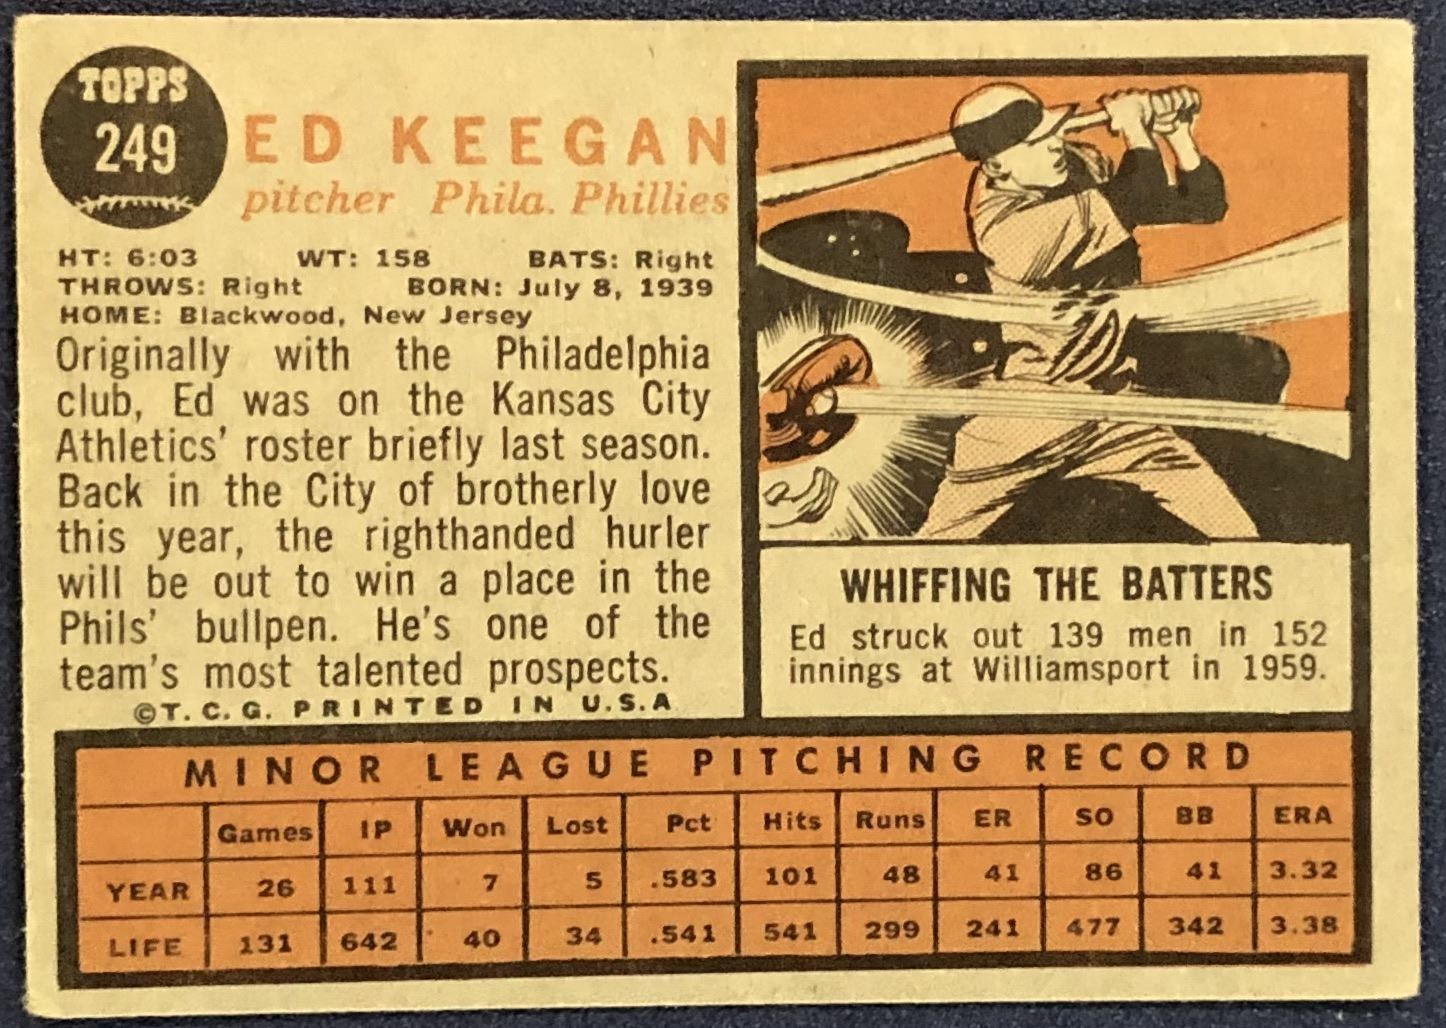 TOPPS
249
ED KEEGAN
pitcher Phila. Phillies
HT: 6:03 WT: 158 BATS: Right
THROWS: Right BORN: July 8, 1939
HOME: Blackwood, New Jersey
Originally with the Philadelphia
club, Ed was on the Kansas City
Athletics' roster briefly last season.
Back in the City of brotherly love
this year, the righthanded hurler
will be out to win a place in the
Phils' bullpen. He's one of the
team's most talented prospects.
©T. C. G. PRINTED IN U.S.A
WHIFFING THE BATTERS
Ed struck out 139 men in 152
innings at Williamsport in 1959.
MINOR LEAGUE PITCHING RECORD
Games IP Won Lost Pct Hits Runs ER SO BB ERA
YEAR 26 111 7 5 .583 101 48 41 86 41 3.32
LIFE 131 642 40 34 .541 541 299 241 477 342 3.38